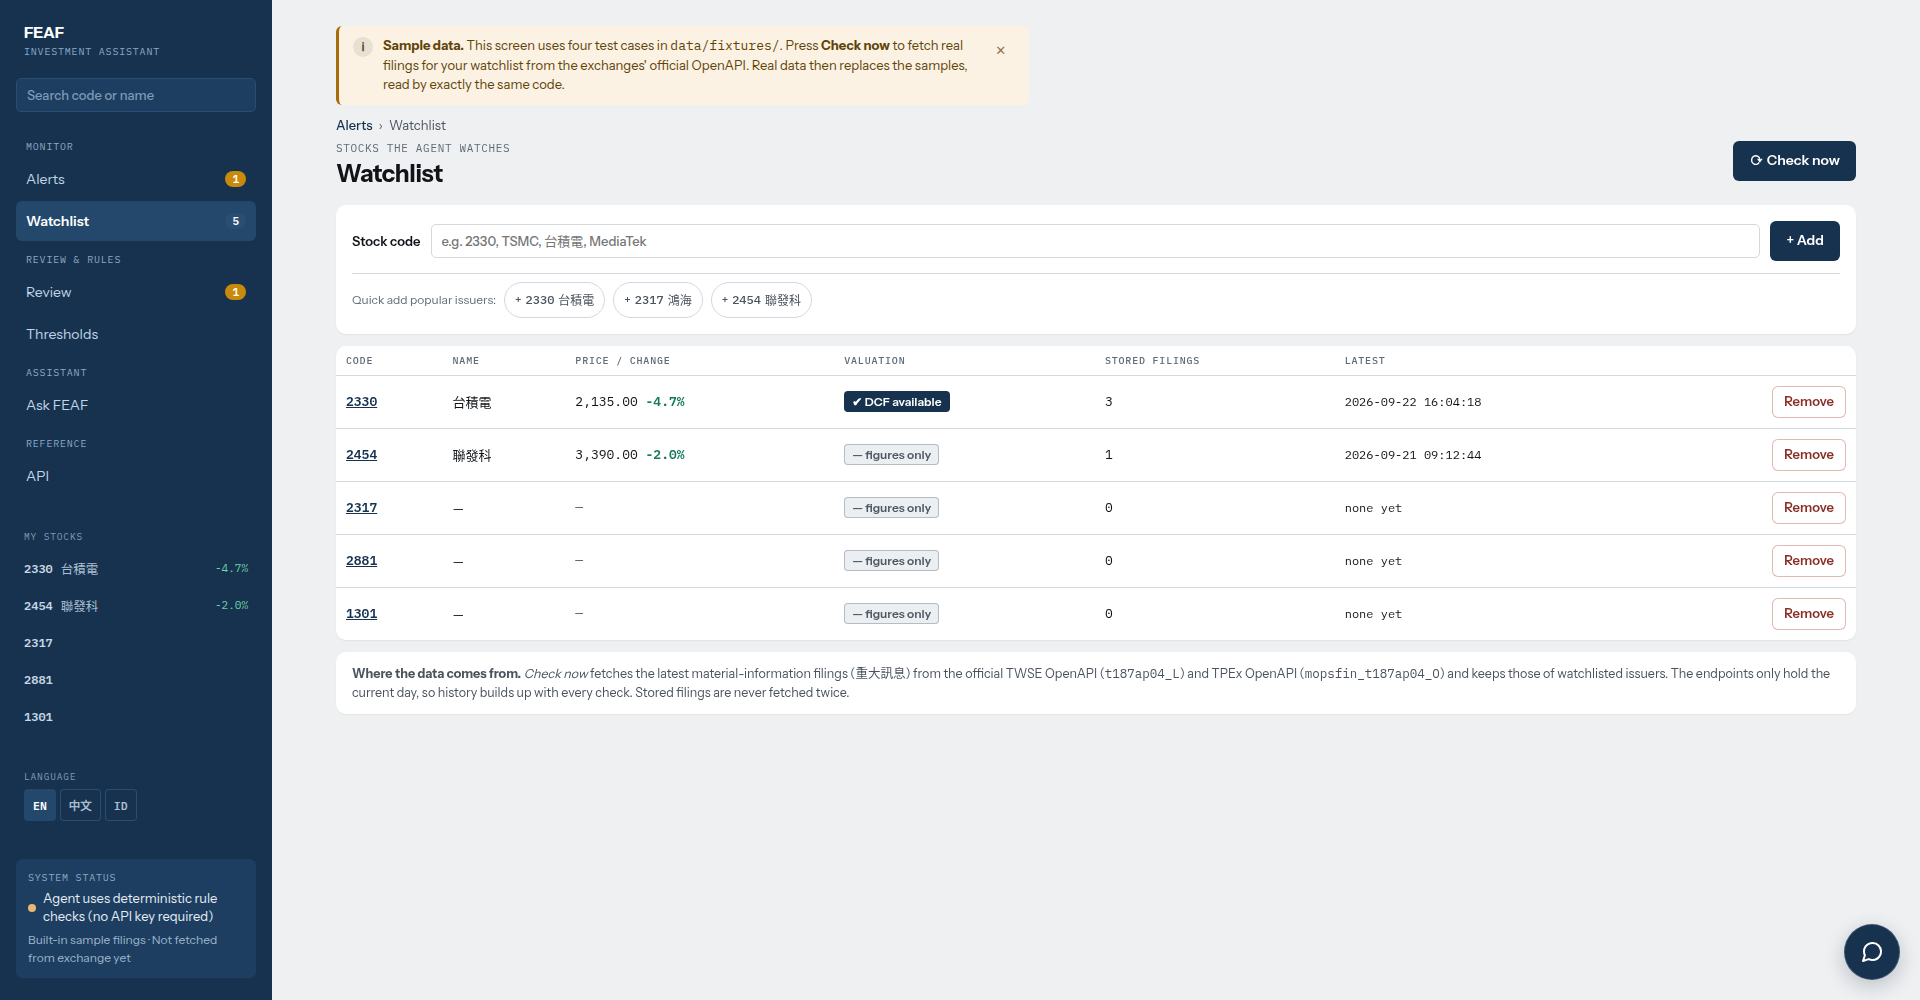 FEAF
INVESTMENT ASSISTANT
Search code or name
MONITOR
Alerts 1
Watchlist 5
REVIEW & RULES
Review 1
Thresholds
ASSISTANT
Ask FEAF
REFERENCE
API
MY STOCKS
2330 台積電 -4.7%
2454 聯發科 -2.0%
2317
2881
1301
LANGUAGE
EN 中文 ID
SYSTEM STATUS
Agent uses deterministic rule
checks (no API key required)
Built-in sample filings · Not fetched
from exchange yet
i Sample data. This screen uses four test cases in data/fixtures/. Press Check now to fetch real ×
filings for your watchlist from the exchanges' official OpenAPI. Real data then replaces the samples,
read by exactly the same code.
Alerts › Watchlist
STOCKS THE AGENT WATCHES
Watchlist
⟳ Check now
Stock code e.g. 2330, TSMC, 台積電, MediaTek + Add
Quick add popular issuers: + 2330 台積電 + 2317 鴻海 + 2454 聯發科
CODE NAME PRICE / CHANGE VALUATION STORED FILINGS LATEST
2330 台積電 2,135.00 -4.7% ✔ DCF available 3 2026-09-22 16:04:18 Remove
2454 聯發科 3,390.00 -2.0% — figures only 1 2026-09-21 09:12:44 Remove
2317 — — — figures only 0 none yet Remove
2881 — — — figures only 0 none yet Remove
1301 — — — figures only 0 none yet Remove
Where the data comes from. Check now fetches the latest material-information filings (重大訊息) from the official TWSE OpenAPI (t187ap04_L) and TPEx OpenAPI (mopsfin_t187ap04_O) and keeps those of watchlisted issuers. The endpoints only hold the
current day, so history builds up with every check. Stored filings are never fetched twice.